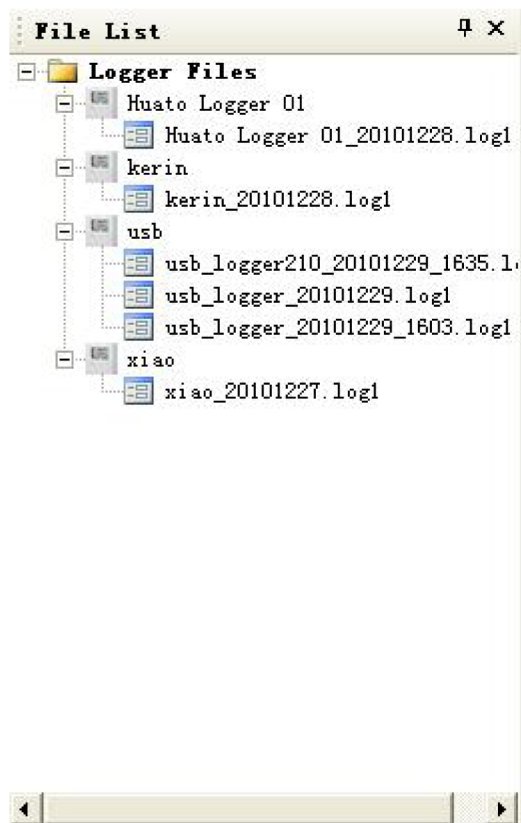 File List
Logger Files
Huato Logger 01
Huato Logger 01_20101228.log1
kerin
kerin_20101228.log1
usb
usb_logger210_20101229_1635.l
usb_logger_20101229.log1
usb_logger_20101229_1603.log1
xiao
xiao_20101227.log1